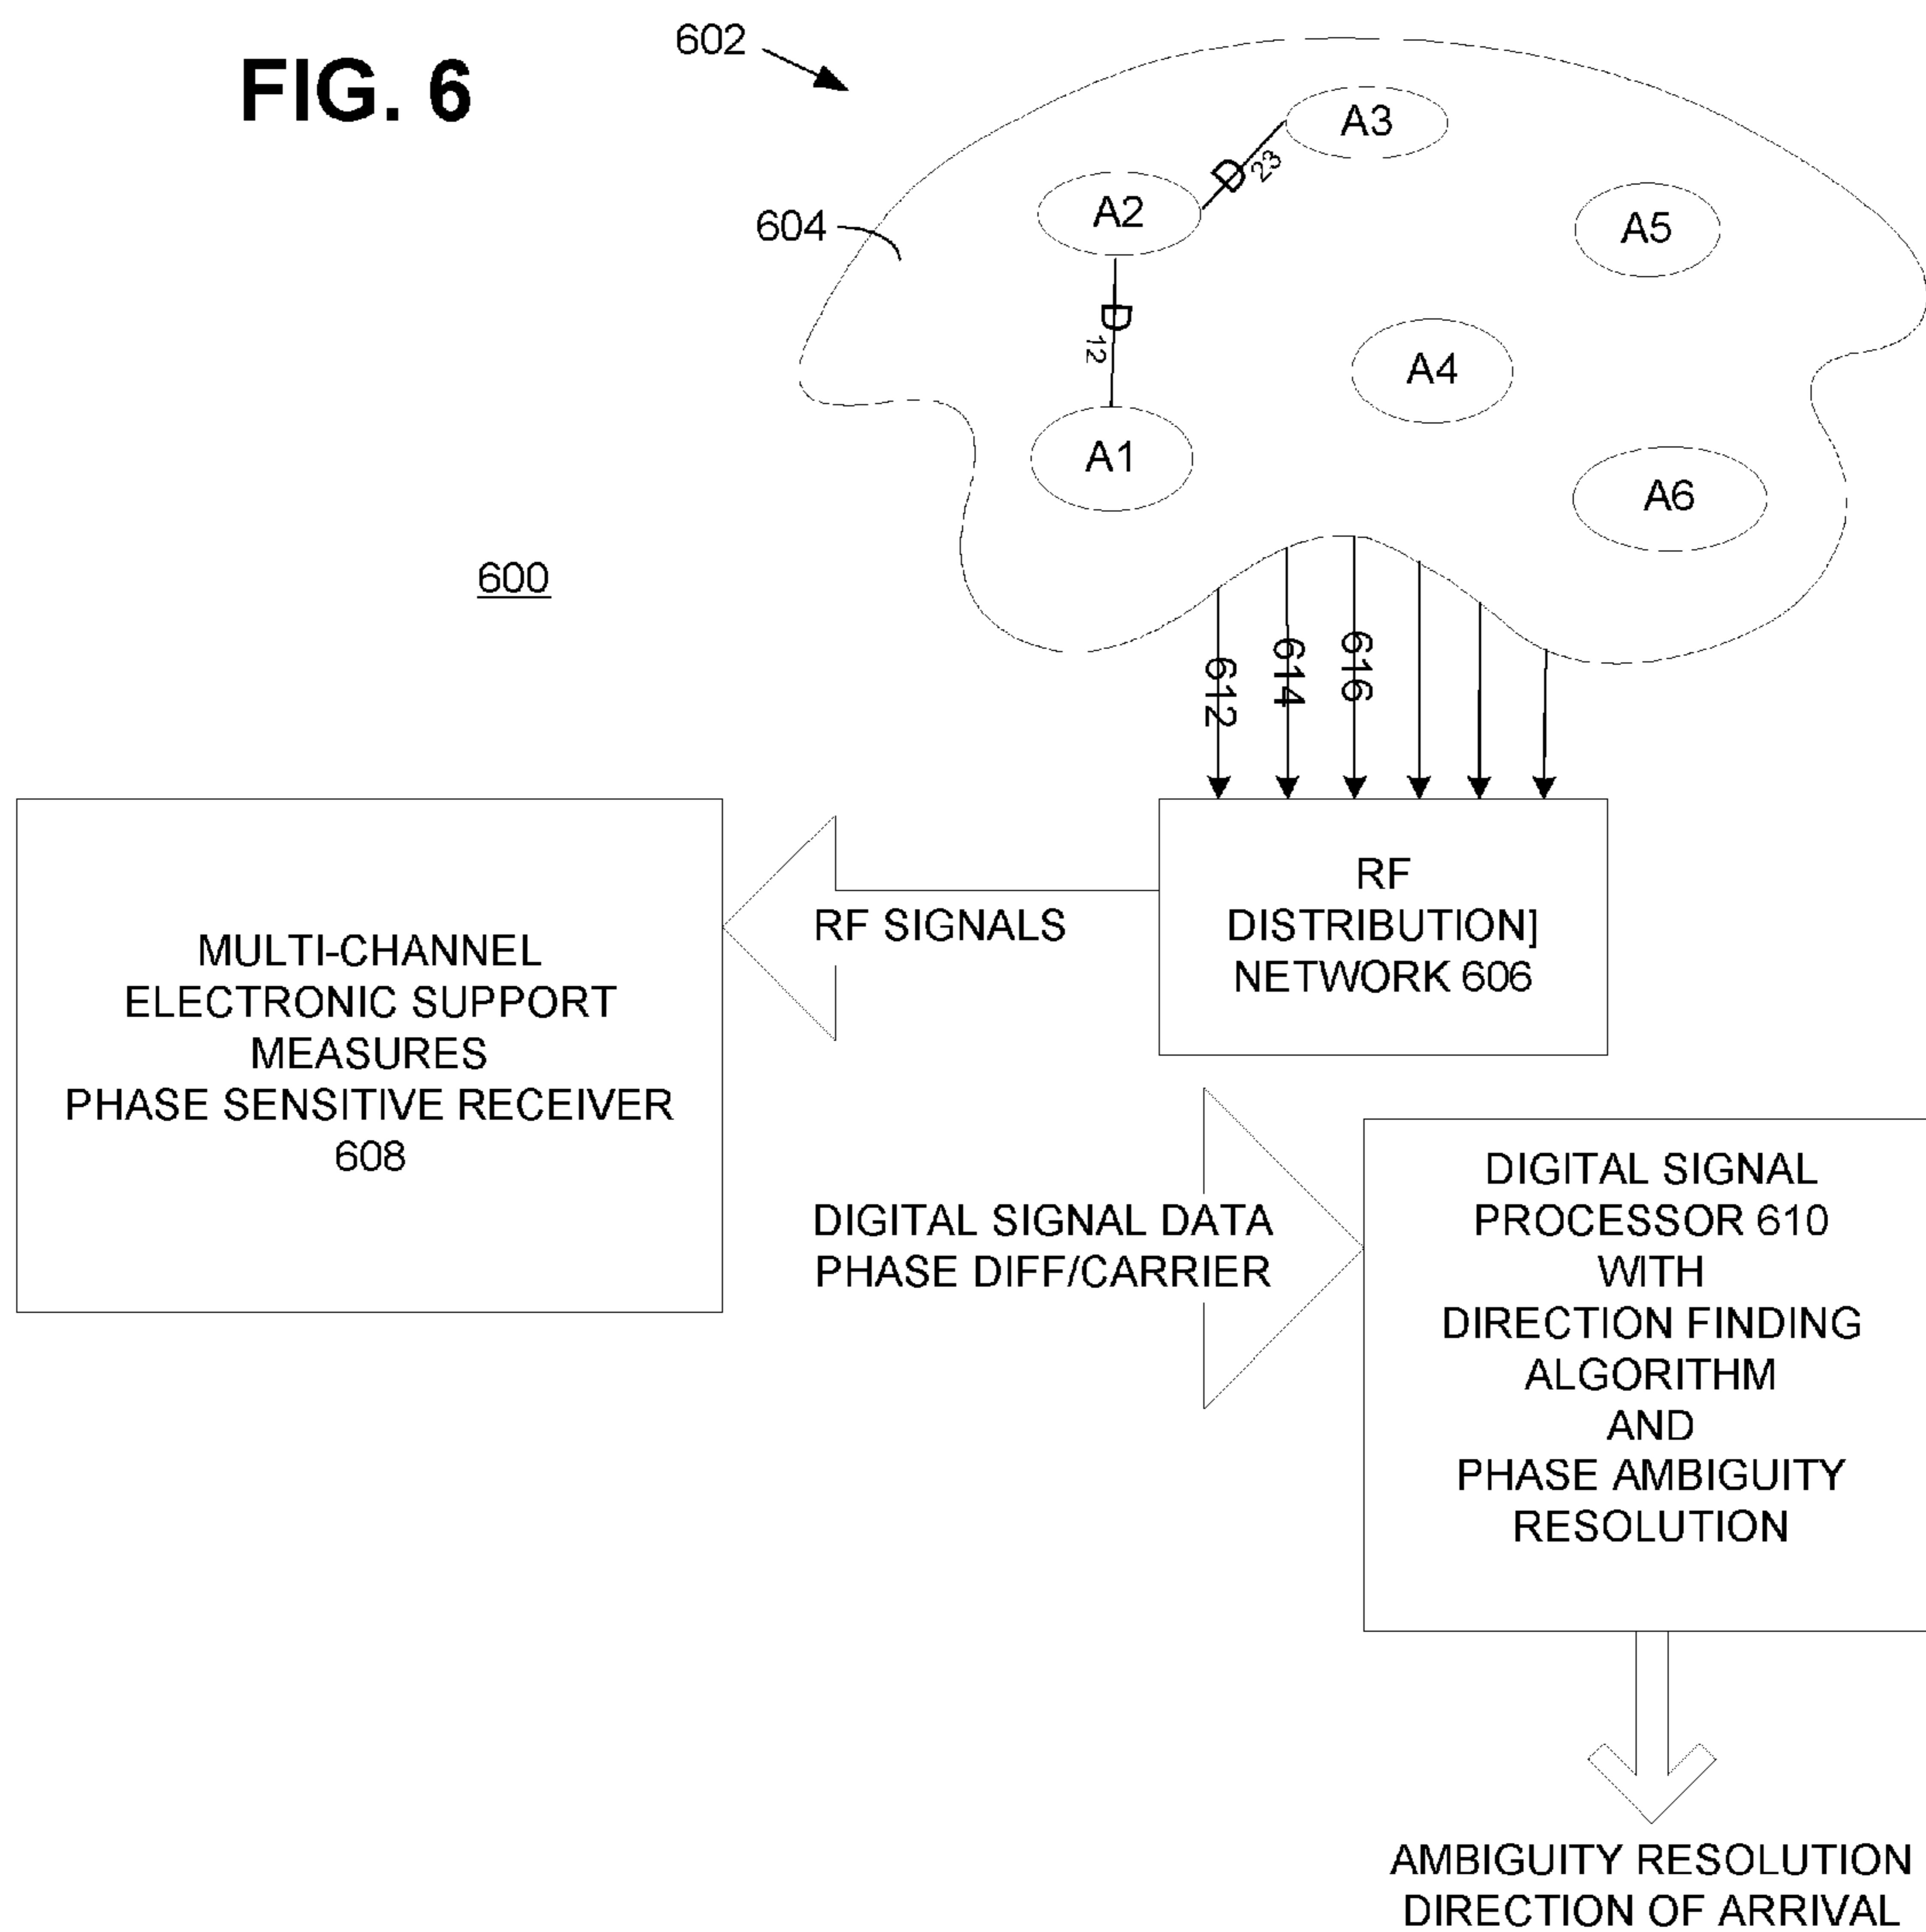 FIG. 6
602
A3
D23
A2
A5
604
D12
A4
A1
A6
600
612
614
616
RF
DISTRIBUTION]
NETWORK 606
RF SIGNALS
MULTI-CHANNEL
ELECTRONIC SUPPORT
MEASURES
PHASE SENSITIVE RECEIVER
608
DIGITAL SIGNAL DATA
PHASE DIFF/CARRIER
DIGITAL SIGNAL
PROCESSOR 610
WITH
DIRECTION FINDING
ALGORITHM
AND
PHASE AMBIGUITY
RESOLUTION
AMBIGUITY RESOLUTION
DIRECTION OF ARRIVAL